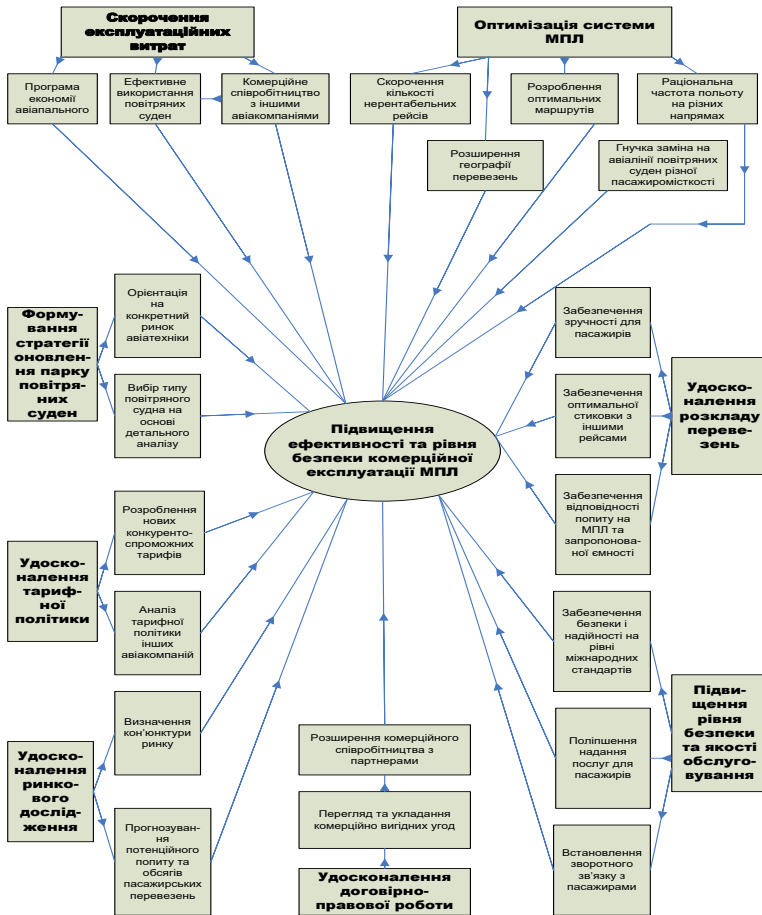 Скорочення
експлуатаційних
витрат
Оптимізація системи
МПЛ
Програма
економії
авіапального
Ефективне
використання
повітряних
суден
Комерційне
співробітництво
з іншими
авіакомпаніями
Скорочення
кількості
нерентабельних
рейсів
Розроблення
оптимальних
маршрутів
Раціональна
частота польоту
на різних
напрямах
Розширення
географії
перевезень
Гнучка заміна на
авіалінії повітряних
суден різної
пасажиромісткості
Форму-
вання
стратегії
оновлен-
ня парку
повітря-
них
суден
Орієнтація
на
конкретний
ринок
авіатехніки
Вибір типу
повітряного
судна на
основі
детального
аналізу
Забезпечення
зручності для
пасажирів
Забезпечення
оптимальної
стиковки з
іншими
рейсами
Забезпечення
відповідності
попиту на
МПЛ та
запропонова-
ної ємності
Удоско-
налення
розкладу
переве-
зень
Підвищення
ефективності та рівня
безпеки комерційної
експлуатації МПЛ
Удоско-
налення
тариф-
ної
політики
Розроблення
нових
конкуренто-
спроможних
тарифів
Аналіз
тарифної
політики
інших
авіакомпаній
Забезпечення
безпеки і
надійності на
рівні
міжнародних
стандартів
Поліпшення
надання
послуг для
пасажирів
Встановлення
зворотного
зв’язку з
пасажирами
Підви-
щення
рівня
безпеки
та якості
обслуго-
вування
Удоско-
налення
ринко-
вого
дослід-
ження
Визначення
кон’юнктури
ринку
Прогнозуван-
ня
потенційного
попиту та
обсягів
пасажирських
перевезень
Розширення комерційного
співробітництва з
партнерами
Перегляд та укладання
комерційно вигідних угод
Удосконалення
договірно-
правової роботи